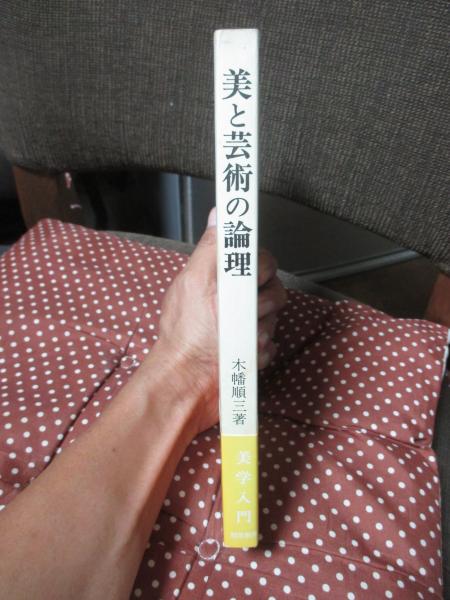 美と芸術の論理
木幡順三著
美学入門